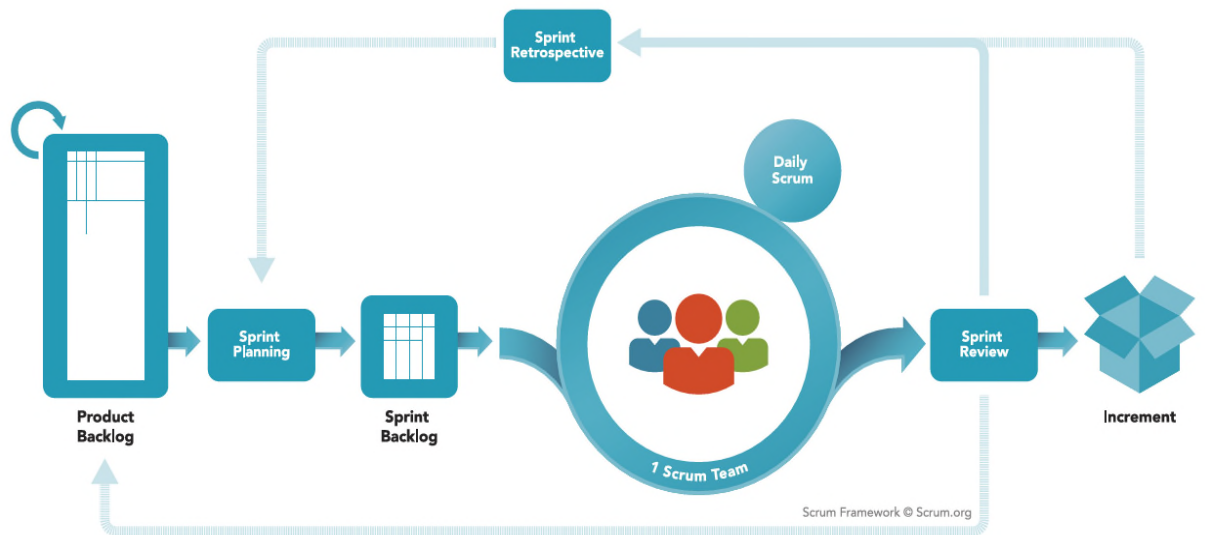 Sprint
Retrospective
Daily
Scrum
Sprint
Planning
Sprint
Review
Product
Backlog
Sprint
Backlog
Increment
1 Scrum Team
Scrum Framework © Scrum.org